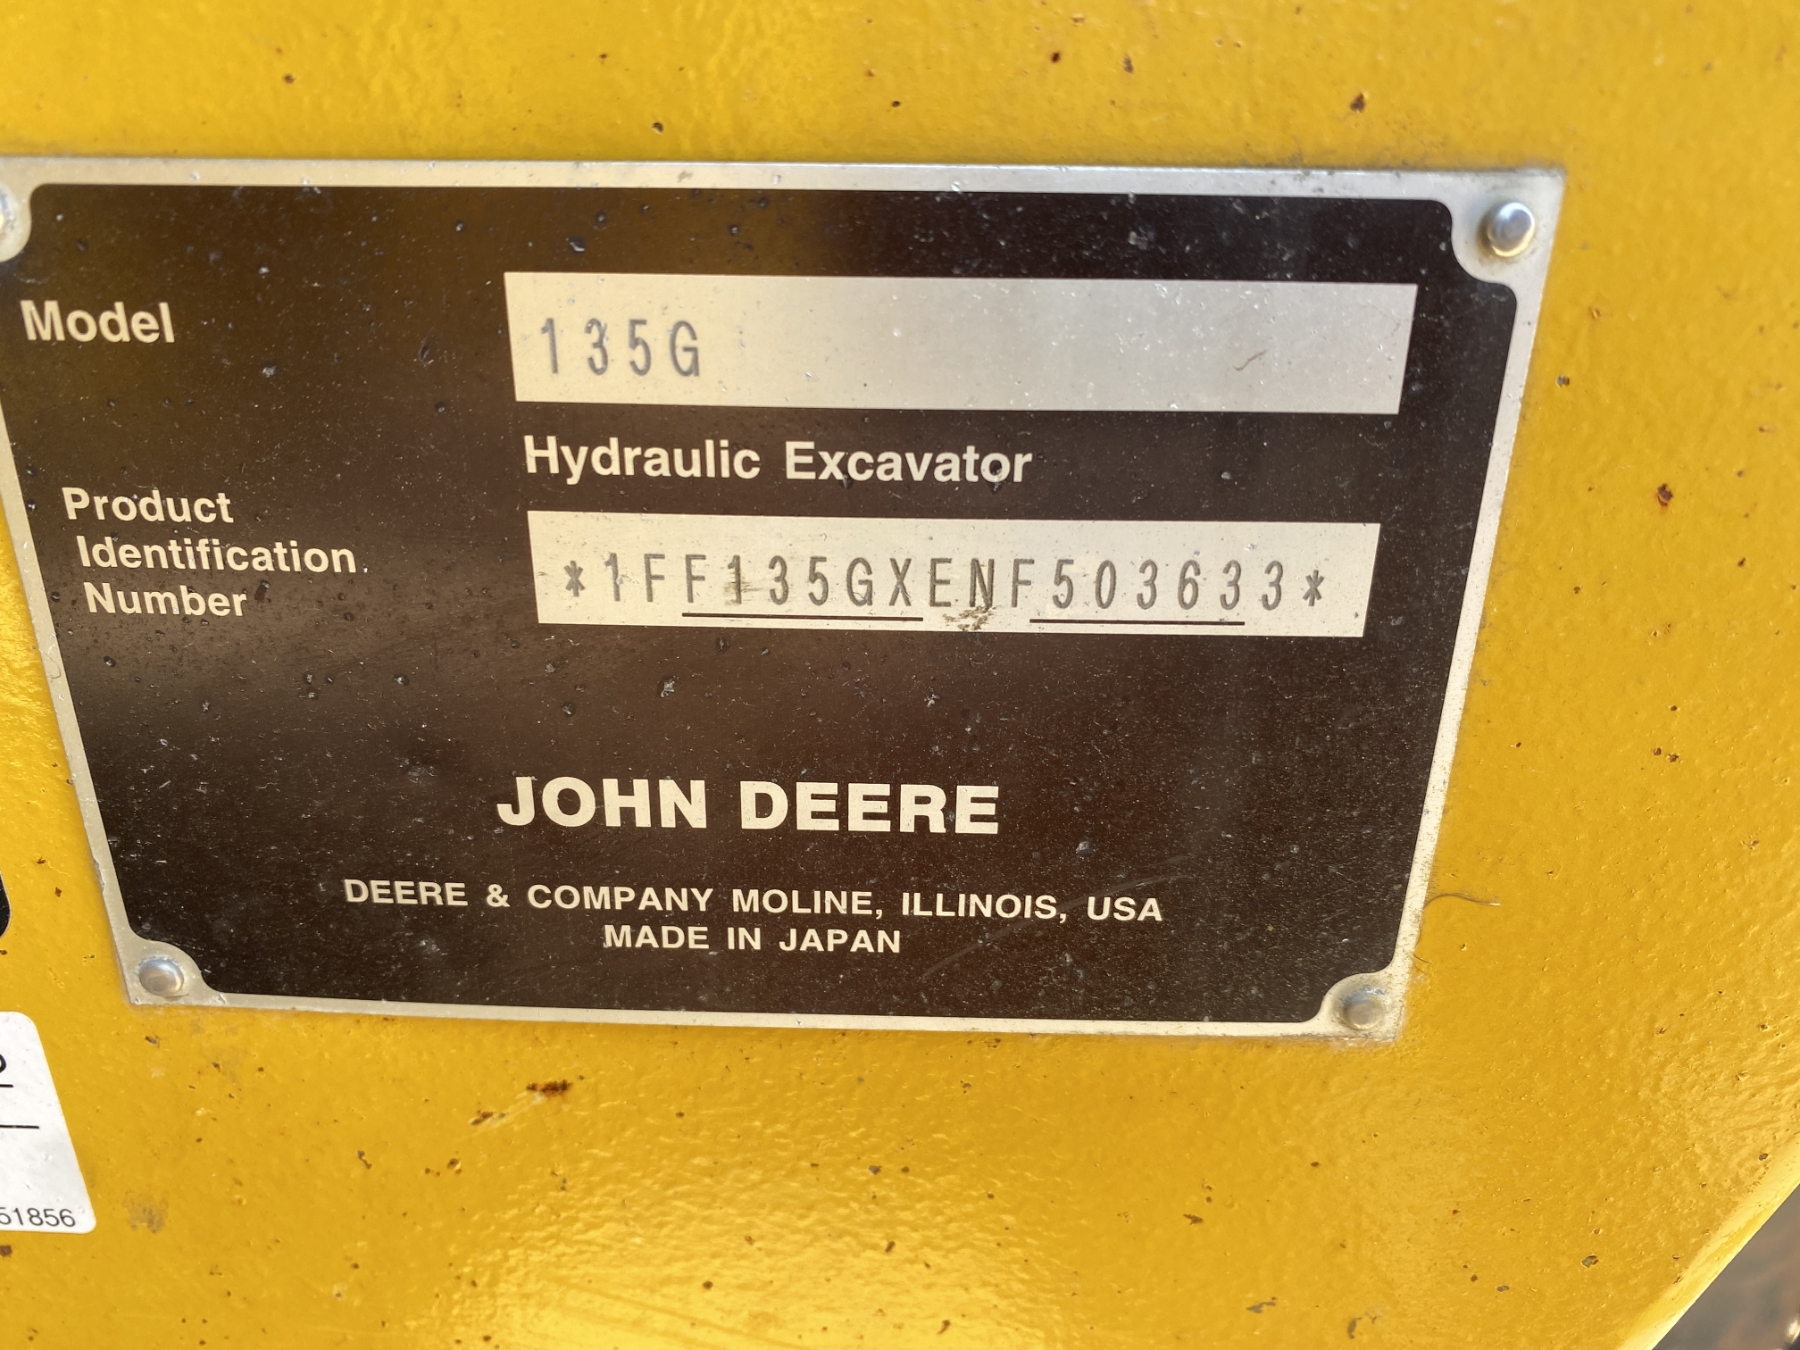 Model 135G
Hydraulic Excavator
Product
Identification
Number
*1FF135GXENF503633*
JOHN DEERE
DEERE & COMPANY MOLINE, ILLINOIS, USA
MADE IN JAPAN
51856